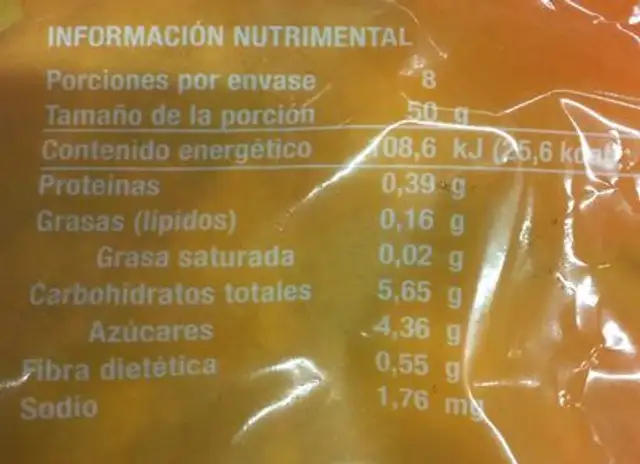 INFORMACIÓN NUTRIMENTAL
Porciones por envase 8
Tamaño de la porción 50 g
Contenido energético 108,6 kJ (25,6 kcal)
Proteínas 0,39 g
Grasas (lípidos) 0,16 g
Grasa saturada 0,02 g
Carbohidratos totales 5,65 g
Azúcares 4,36 g
Fibra dietética 0,55 g
Sodio 1,76 mg